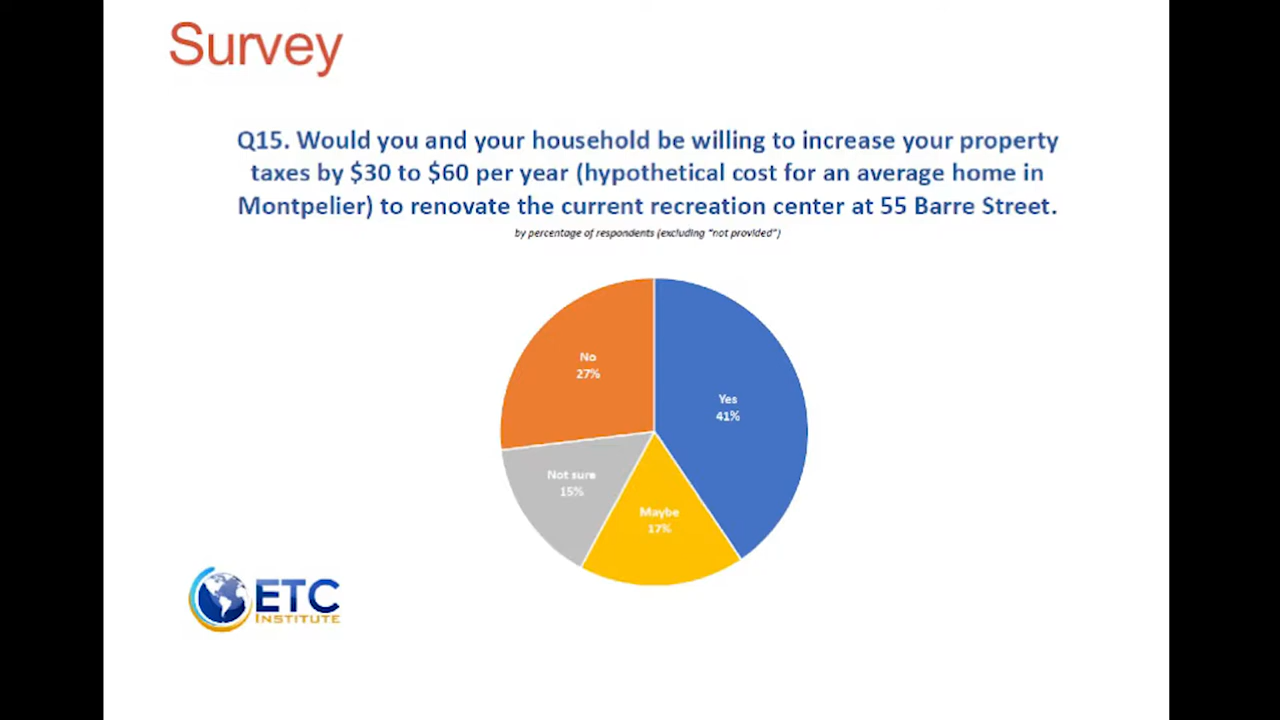 Survey
Q15. Would you and your household be willing to increase your property
taxes by $30 to $60 per year (hypothetical cost for an average home in
Montpelier) to renovate the current recreation center at 55 Barre Street.
by percentage of respondents (excluding "not provided")
No
27%
Yes
41%
Not sure
15%
Maybe
17%
ETC
INSTITUTE